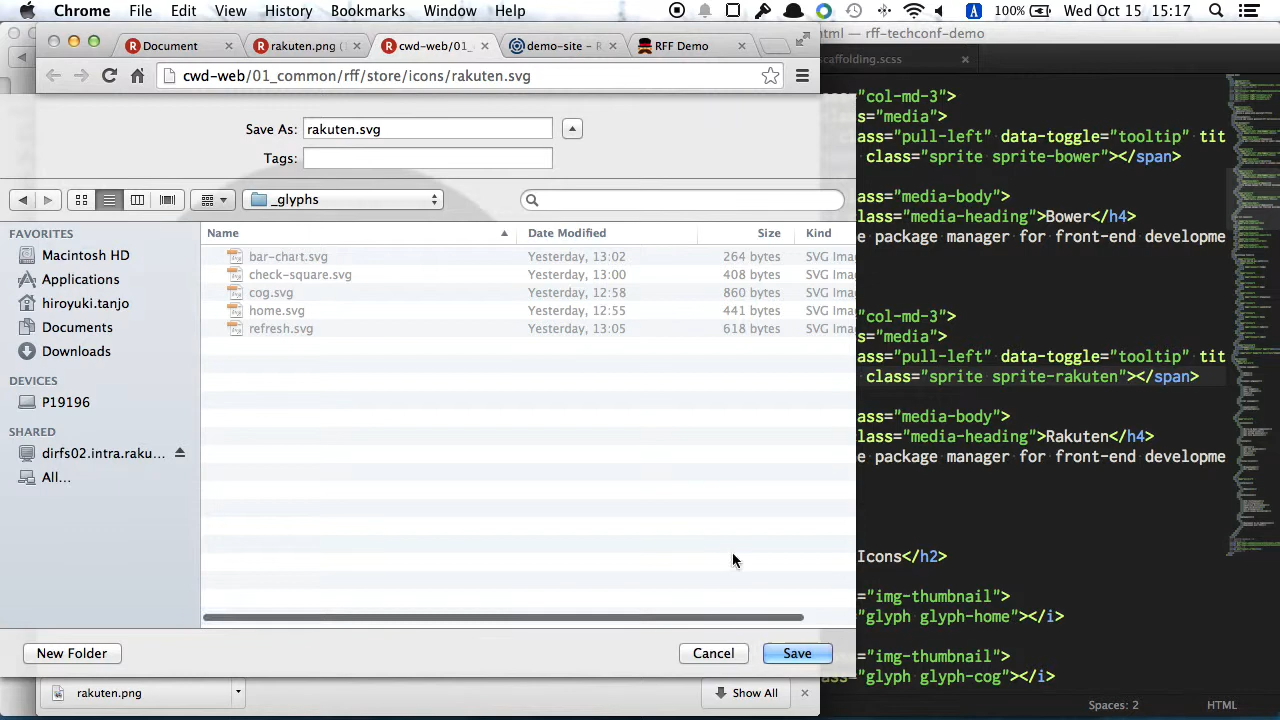 Chrome File Edit View History Bookmarks Window Help 100% Wed Oct 15 15:17
html — rff-techconf-demo
Document rakuten.png ( cwd-web/01_ demo-site – R RFF Demo
scaffolding.scss
cwd-web/01_common/rff/store/icons/rakuten.svg
Save As: rakuten.svg
Tags:
_glyphs
FAVORITES
Macintosh HD
Applications
hiroyuki.tanjo
Documents
Downloads
DEVICES
P19196
SHARED
dirfs02.intra.raku...
All...
Name Date Modified Size Kind
bar-chart.svg Yesterday, 13:02 264 bytes SVG Ima
check-square.svg Yesterday, 13:00 408 bytes SVG Ima
cog.svg Yesterday, 12:58 860 bytes SVG Ima
home.svg Yesterday, 12:55 441 bytes SVG Ima
refresh.svg Yesterday, 13:05 618 bytes SVG Ima
New Folder Cancel Save
rakuten.png Show All
"col-md-3">
="media">
class="pull-left" data-toggle="tooltip" tit
class="sprite sprite-bower"></span>
ass="media-body">
lass="media-heading">Bower</h4>
e package manager for front-end developme
"col-md-3">
="media">
class="pull-left" data-toggle="tooltip" tit
class="sprite sprite-rakuten"></span>
ass="media-body">
lass="media-heading">Rakuten</h4>
e package manager for front-end developme
Icons</h2>
="img-thumbnail">
="glyph glyph-home"></i>
="img-thumbnail">
="glyph glyph-cog"></i>
Spaces: 2 HTML